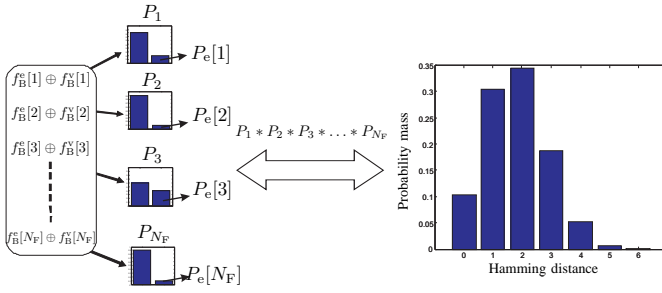 P_1
P_e[1]
f_B^e[1] ⊕ f_B^v[1]
P_2
P_e[2]
f_B^e[2] ⊕ f_B^v[2]
f_B^e[3] ⊕ f_B^v[3]
P_3
P_e[3]
f_B^e[N_F] ⊕ f_B^v[N_F]
P_{N_F}
P_e[N_F]
P_1 * P_2 * P_3 * … * P_{N_F}
Probability mass
0.35
0.3
0.25
0.2
0.15
0.1
0.05
0
0 1 2 3 4 5 6
Hamming distance